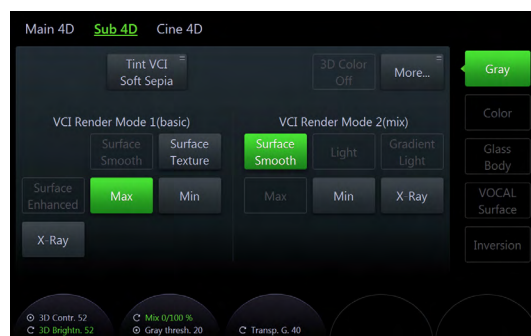 Main 4D Sub 4D Cine 4D
Tint VCI
Soft Sepia
3D Color
Off
More...
Gray
VCI Render Mode 1(basic)
Surface
Smooth
Surface
Texture
Surface
Enhanced
Max
Min
X-Ray
VCI Render Mode 2(mix)
Surface
Smooth
Light
Gradient
Light
Max
Min
X-Ray
Color
Glass
Body
VOCAL
Surface
Inversion
3D Contr. 52
3D Brightn. 52
Mix 0/100 %
Gray thresh. 20
Transp. G. 40